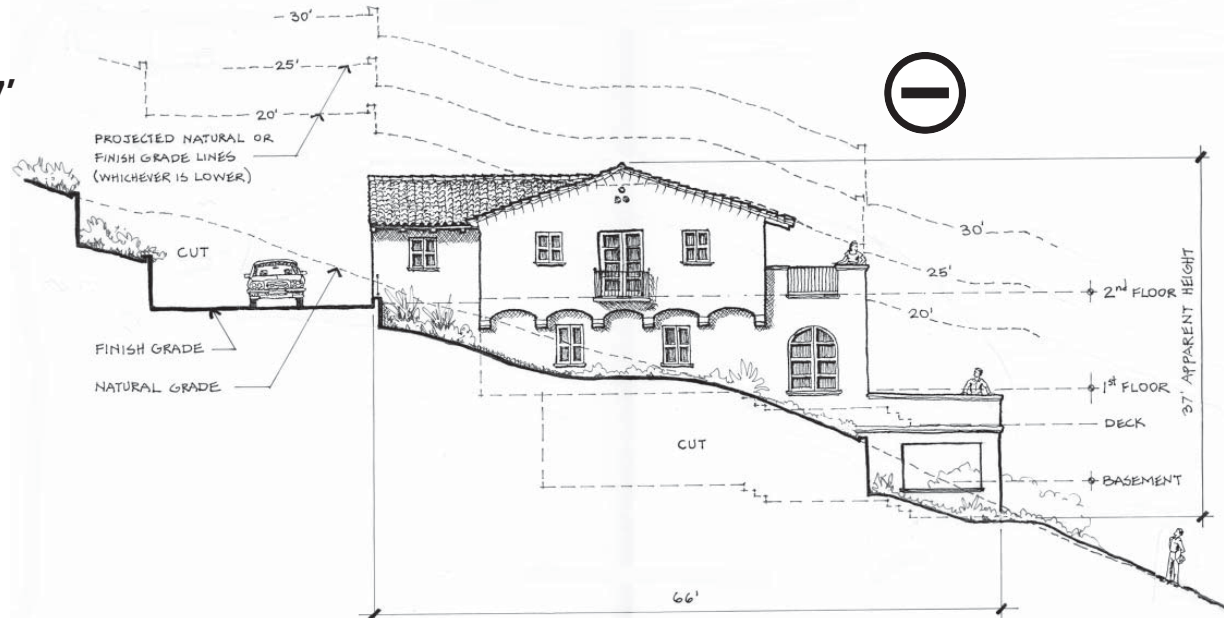 30'
7'
25'
20'
PROJECTED NATURAL OR
FINISH GRADE LINES
(WHICHEVER IS LOWER)
CUT
30'
25'
2nd FLOOR
20'
37' APPARENT HEIGHT
FINISH GRADE
NATURAL GRADE
1st FLOOR
DECK
CUT
BASEMENT
66'